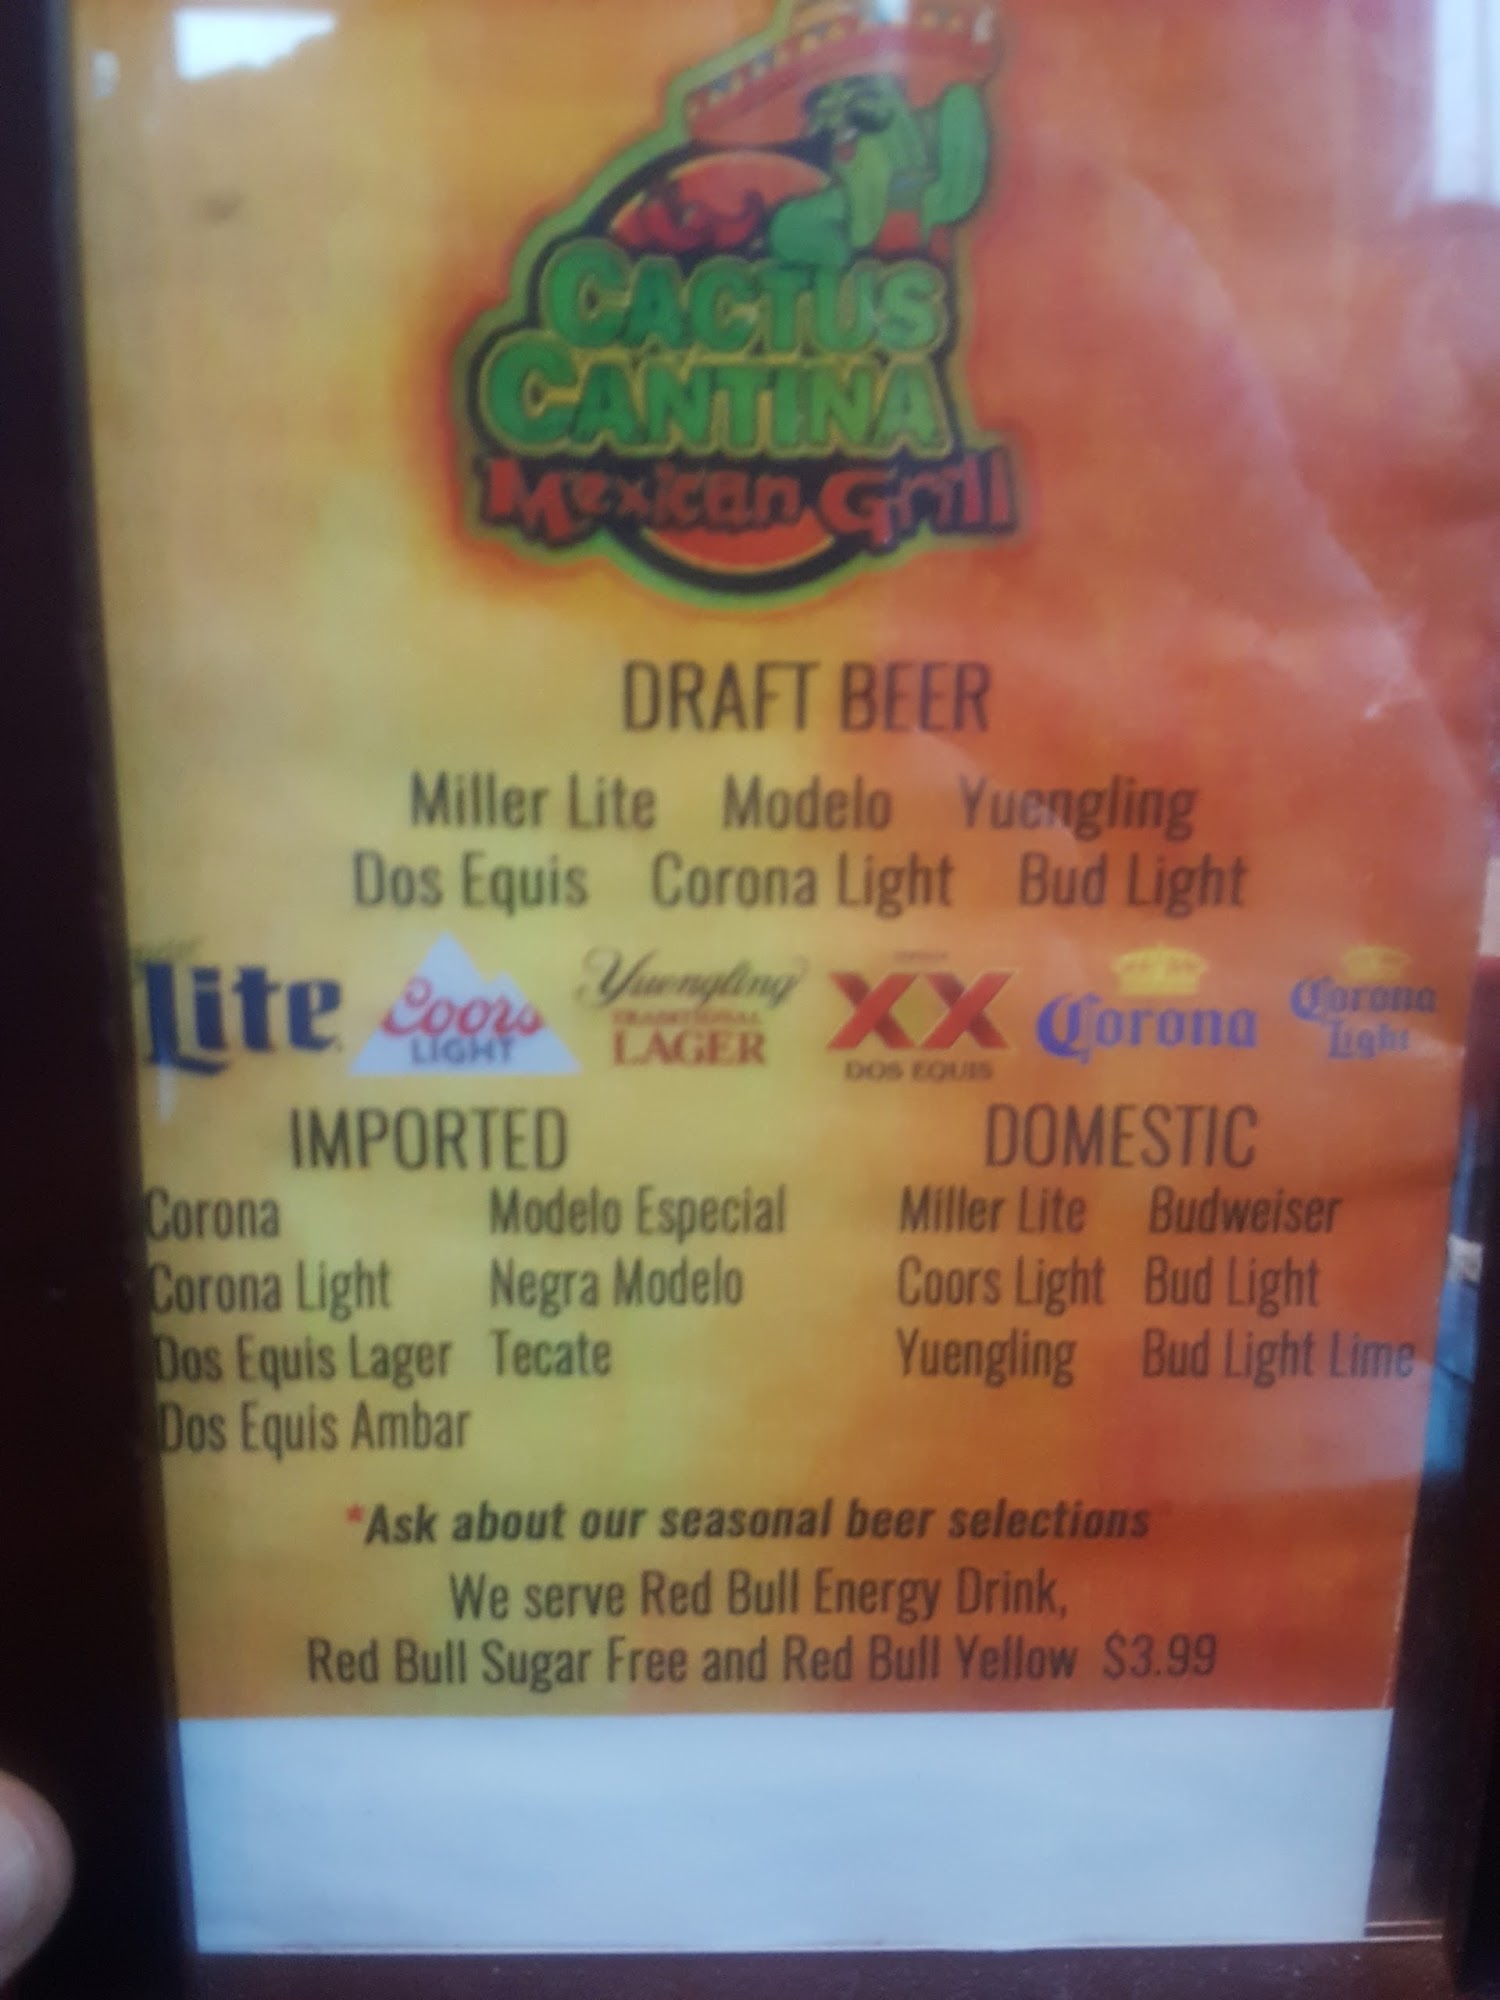 CACTUS
CANTINA
Mexican Grill
DRAFT BEER
Miller Lite Modelo Yuengling
Dos Equis Corona Light Bud Light
Lite
Coors
LIGHT
Yuengling
TRADITIONAL
LAGER
XX
DOS EQUIS
Corona
Corona
Light
IMPORTED
Corona Modelo Especial
Corona Light Negra Modelo
Dos Equis Lager Tecate
Dos Equis Ambar
DOMESTIC
Miller Lite Budweiser
Coors Light Bud Light
Yuengling Bud Light Lime
*Ask about our seasonal beer selections
We serve Red Bull Energy Drink,
Red Bull Sugar Free and Red Bull Yellow $3.99